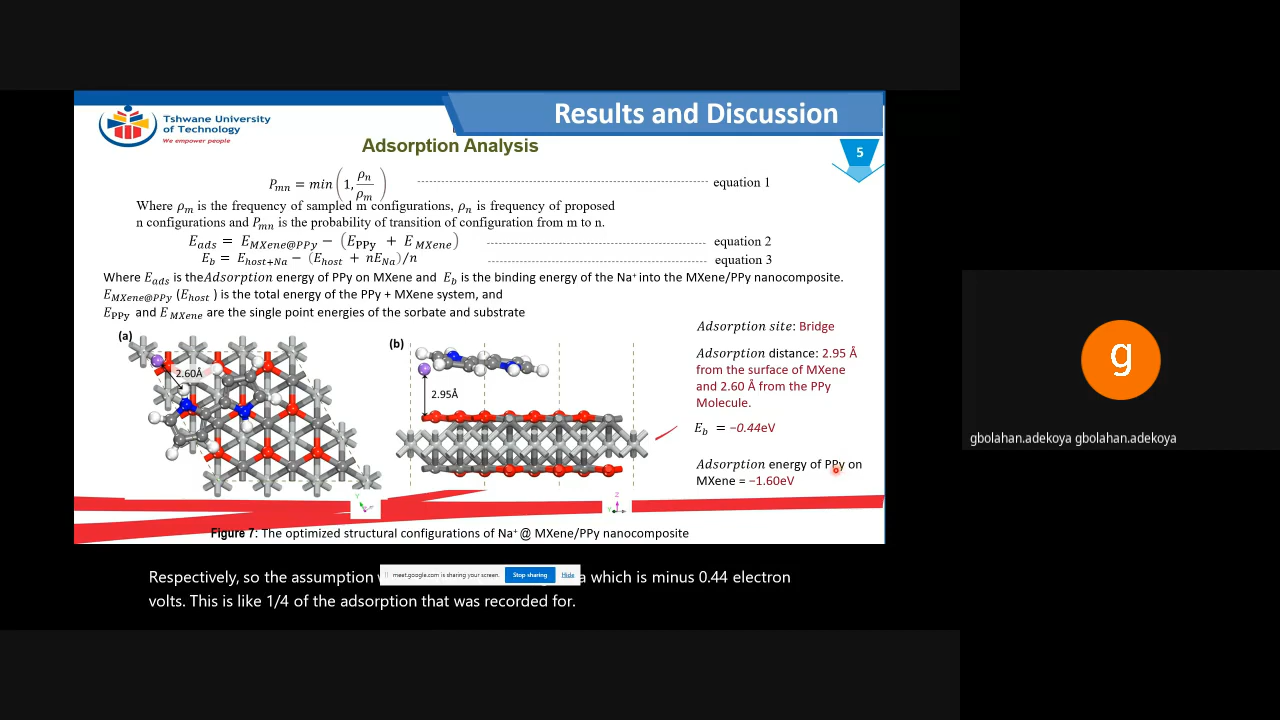 Results and Discussion
Tshwane University
of Technology
We empower people
5
Adsorption Analysis
P_mn = min (1, ρ_n/ρ_m) equation 1
Where ρ_m is the frequency of sampled m configurations, ρ_n is frequency of proposed
n configurations and P_mn is the probability of transition of configuration from m to n.
E_ads = E_MXene@PPy − (E_PPy + E_MXene) equation 2
E_b = E_host+Na − (E_host + nE_Na)/n equation 3
Where E_ads is theAdsorption energy of PPy on MXene and E_b is the binding energy of the Na⁺ into the MXene/PPy nanocomposite.
E_MXene@PPy (E_host ) is the total energy of the PPy + MXene system, and
E_PPy and E_MXene are the single point energies of the sorbate and substrate
(a)
2.60Å
(b)
2.95Å
Adsorption site: Bridge
Adsorption distance: 2.95 Å
from the surface of MXene
and 2.60 Å from the PPy
Molecule.
E_b = −0.44eV
Adsorption energy of PPy on
MXene = −1.60eV
Y
Z
Y
Figure 7: The optimized structural configurations of Na⁺ @ MXene/PPy nanocomposite
Respectively, so the assumption which is minus 0.44 electron
meet.google.com is sharing your screen. Stop sharing Hide
volts. This is like 1/4 of the adsorption that was recorded for.
g
gbolahan.adekoya gbolahan.adekoya